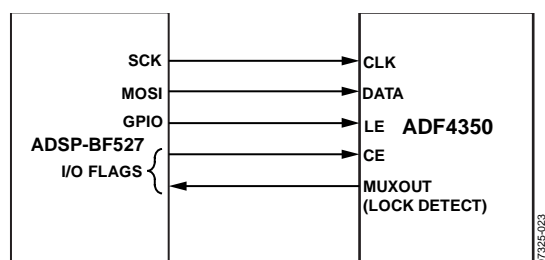 SCK
MOSI
GPIO
ADSP-BF527
I/O FLAGS
CLK
DATA
LE
ADF4350
CE
MUXOUT
(LOCK DETECT)
07325-023